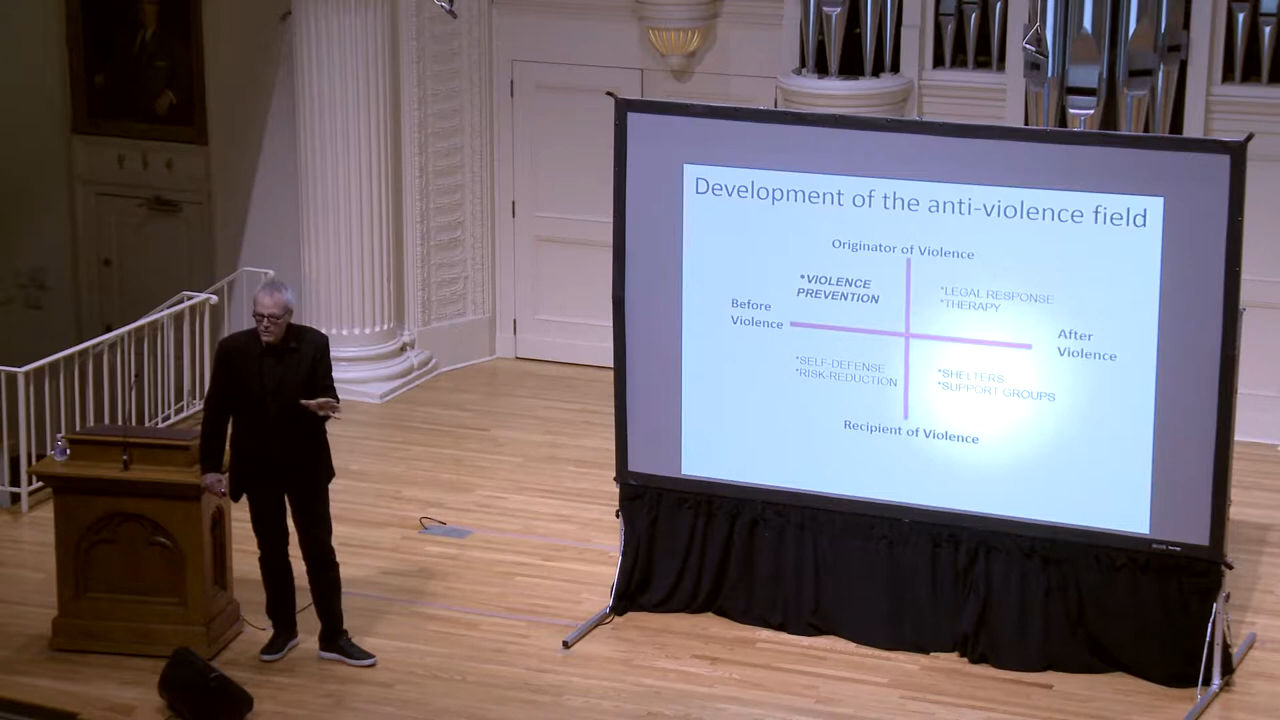 Development of the anti-violence field
Originator of Violence
*VIOLENCE
PREVENTION
*LEGAL RESPONSE
*THERAPY
Before
Violence
After
Violence
*SELF-DEFENSE
*RISK-REDUCTION
*SHELTERS
*SUPPORT GROUPS
Recipient of Violence